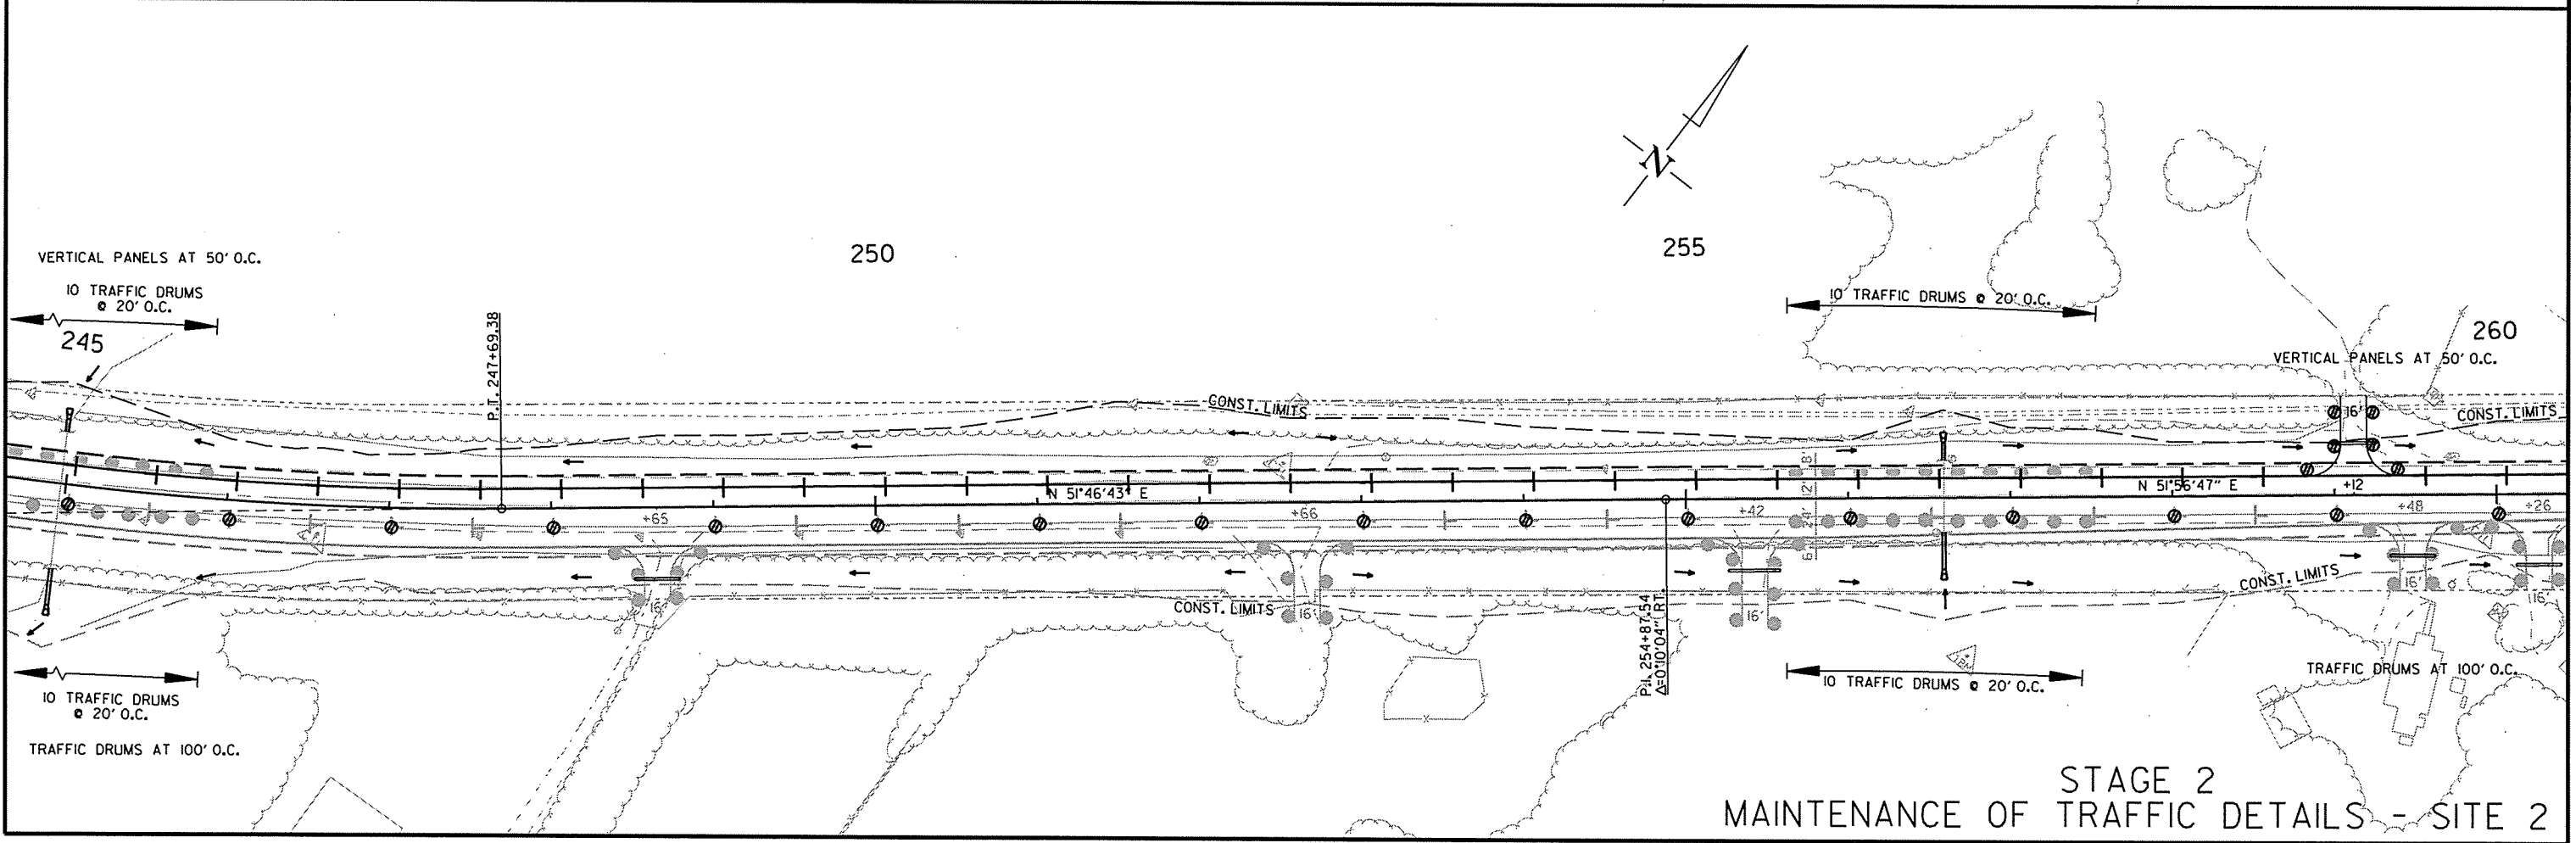 N
250
255
VERTICAL PANELS AT 50' O.C.
10 TRAFFIC DRUMS
@ 20' O.C.
10 TRAFFIC DRUMS @ 20' O.C.
245
260
P.T. 247+69.38
VERTICAL PANELS AT 50' O.C.
CONST. LIMITS
16'
CONST. LIMITS
8'
12'
20'
6'
N 51°46'43" E
N 51°56'47" E
+12
+65
+66
+42
+48
+26
CONST. LIMITS
CONST. LIMITS
16'
16'
16'
16'
16'
P.I. 254+87.54
Δ=0°10'04" RT.
10 TRAFFIC DRUMS
@ 20' O.C.
10 TRAFFIC DRUMS @ 20' O.C.
TRAFFIC DRUMS AT 100' O.C.
TRAFFIC DRUMS AT 100' O.C.
STAGE 2
MAINTENANCE OF TRAFFIC DETAILS - SITE 2